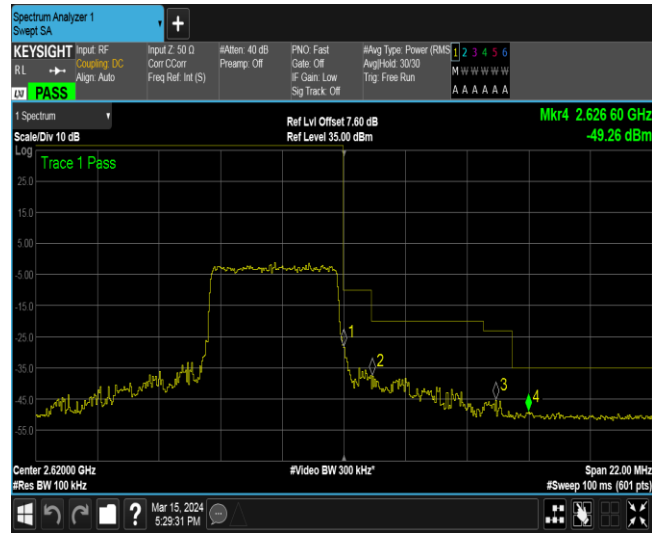 Spectrum Analyzer 1
Swept SA
KEYSIGHT Input: RF Input Z: 50 Ω #Atten: 40 dB PNO: Fast #Avg Type: Power (RMS 1 2 3 4 5 6
RL Coupling: DC Corr CCorr Preamp: Off Gate: Off Avg|Hold: 30/30 M W W W W W
Align: Auto Freq Ref: Int (S) IF Gain: Low Trig: Free Run
LXI PASS Sig Track: Off A A A A A A
1 Spectrum Ref Lvl Offset 7.60 dB Mkr4 2.626 60 GHz
Scale/Div 10 dB Ref Level 35.00 dBm -49.26 dBm
Log
Trace 1 Pass
25.0
15.0
5.00
-5.00
-15.0
-25.0
-35.0
-45.0
-55.0
1
2
3
4
Center 2.62000 GHz #Video BW 300 kHz* Span 22.00 MHz
#Res BW 100 kHz #Sweep 100 ms (601 pts)
? Mar 15, 2024
5:29:31 PM